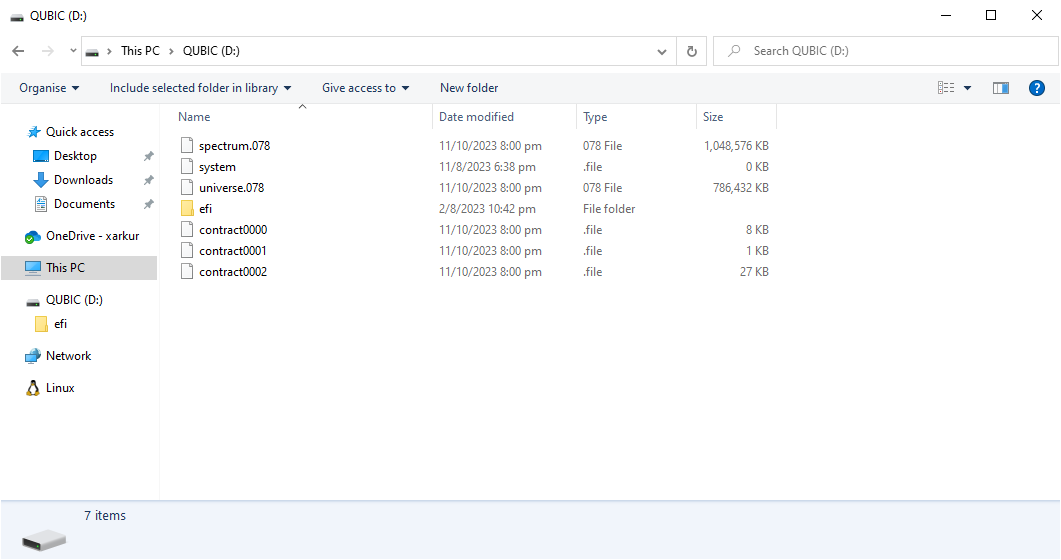 QUBIC (D:)
This PC > QUBIC (D:)
Search QUBIC (D:)
Organise Include selected folder in library Give access to New folder
Name Date modified Type Size
Quick access
Desktop
Downloads
Documents
OneDrive - xarkur
This PC
QUBIC (D:)
efi
Network
Linux
spectrum.078 11/10/2023 8:00 pm 078 File 1,048,576 KB
system 11/8/2023 6:38 pm .file 0 KB
universe.078 11/10/2023 8:00 pm 078 File 786,432 KB
efi 2/8/2023 10:42 pm File folder
contract0000 11/10/2023 8:00 pm .file 8 KB
contract0001 11/10/2023 8:00 pm .file 1 KB
contract0002 11/10/2023 8:00 pm .file 27 KB
7 items